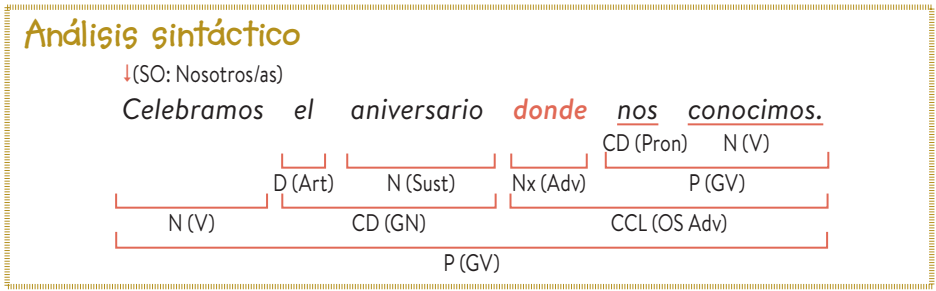 Análisis sintáctico
↓(SO: Nosotros/as)
Celebramos el aniversario donde nos conocimos.
CD (Pron) N (V)
D (Art) N (Sust) Nx (Adv) P (GV)
N (V) CD (GN) CCL (OS Adv)
P (GV)